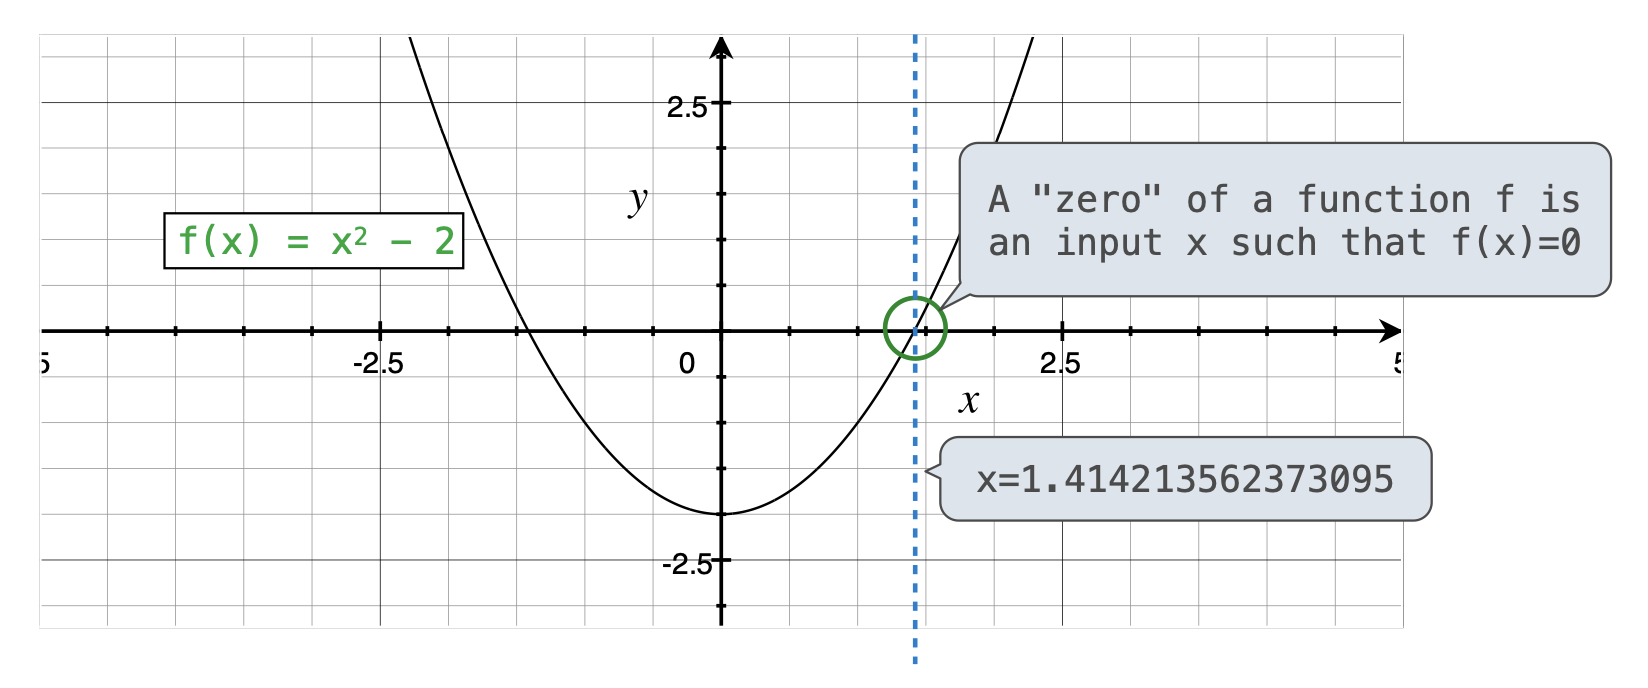 2.5
y
A "zero" of a function f is
an input x such that f(x)=0
f(x) = x² − 2
5
-2.5
0
2.5
5
x
x=1.414213562373095
-2.5